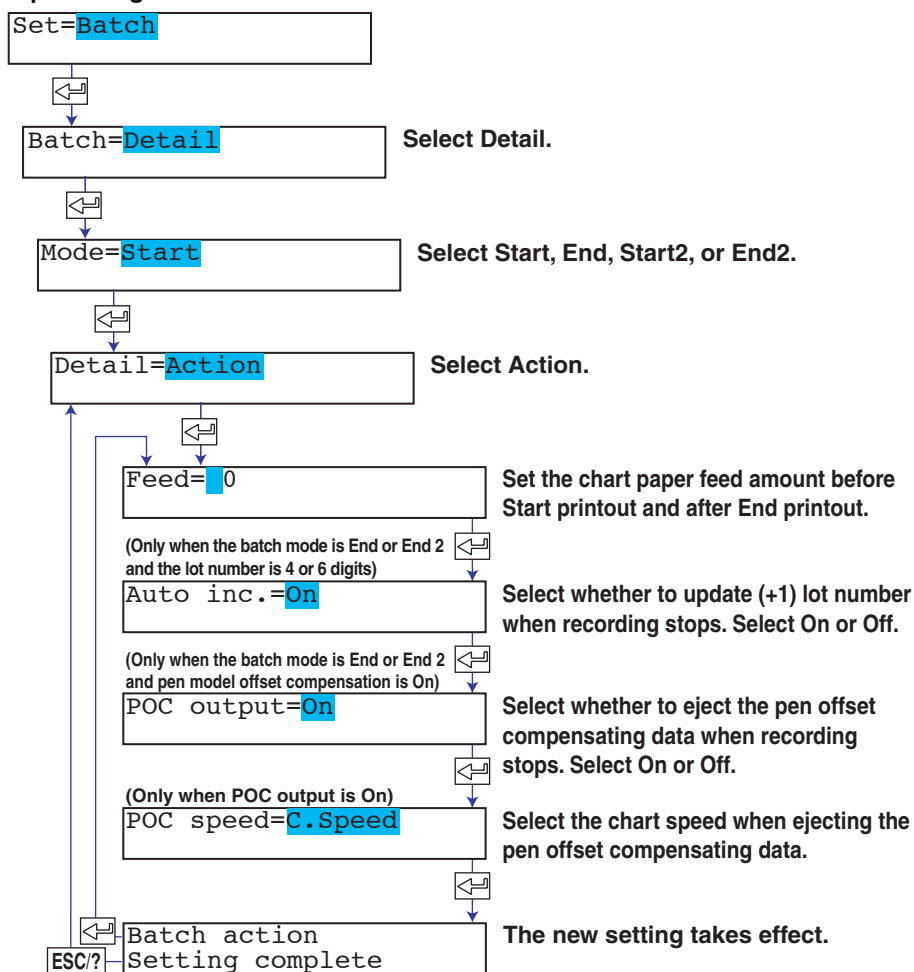 Set=Batch
Batch=Detail
Select Detail.
Mode=Start
Select Start, End, Start2, or End2.
Detail=Action
Select Action.
Feed= 0
Set the chart paper feed amount before
Start printout and after End printout.
(Only when the batch mode is End or End 2
and the lot number is 4 or 6 digits)
Auto inc.=On
Select whether to update (+1) lot number
when recording stops. Select On or Off.
(Only when the batch mode is End or End 2
and pen model offset compensation is On)
POC output=On
Select whether to eject the pen offset
compensating data when recording
stops. Select On or Off.
(Only when POC output is On)
POC speed=C.Speed
Select the chart speed when ejecting the
pen offset compensating data.
Batch action
The new setting takes effect.
ESC/?
Setting complete